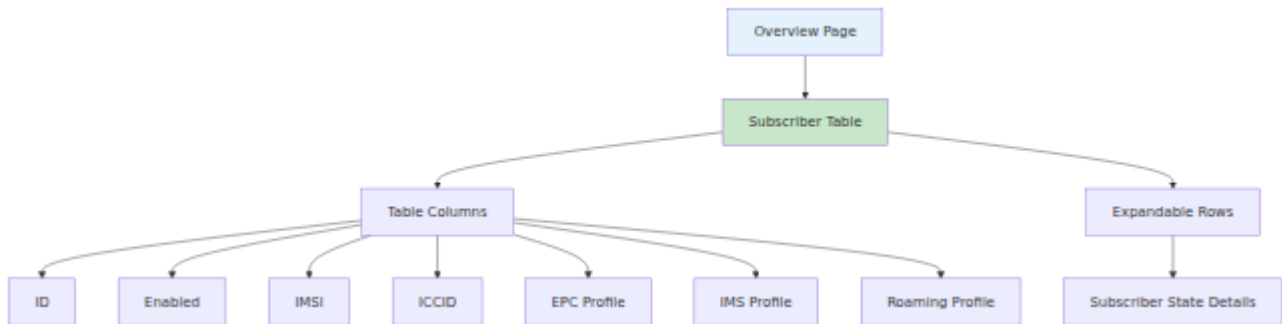 Overview Page
Subscriber Table
Table Columns
Expandable Rows
ID
Enabled
IMSI
ICCID
EPC Profile
IMS Profile
Roaming Profile
Subscriber State Details